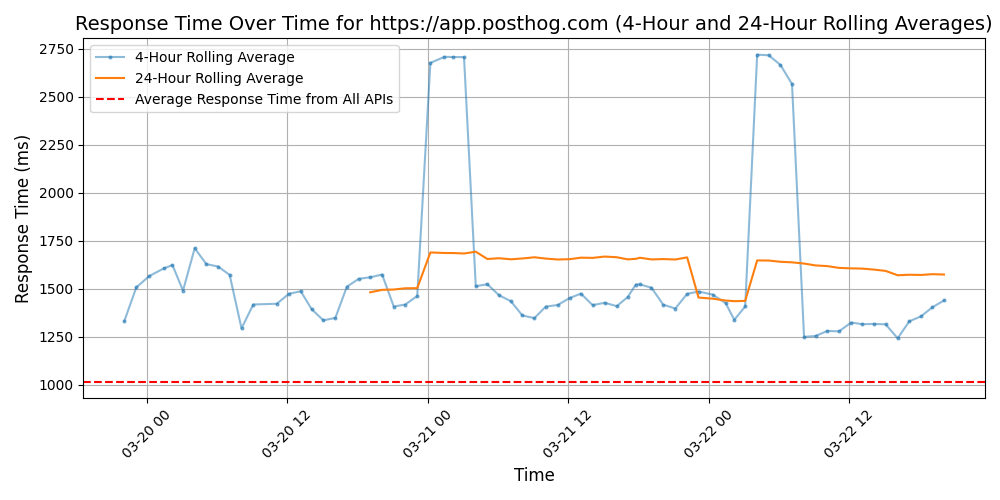 Response Time Over Time for https://app.posthog.com (4-Hour and 24-Hour Rolling Averages)
4-Hour Rolling Average
24-Hour Rolling Average
Average Response Time from All APIs
Response Time (ms)
2750
2500
2250
2000
1750
1500
1250
1000
03-20 00
03-20 12
03-21 00
03-21 12
03-22 00
03-22 12
Time